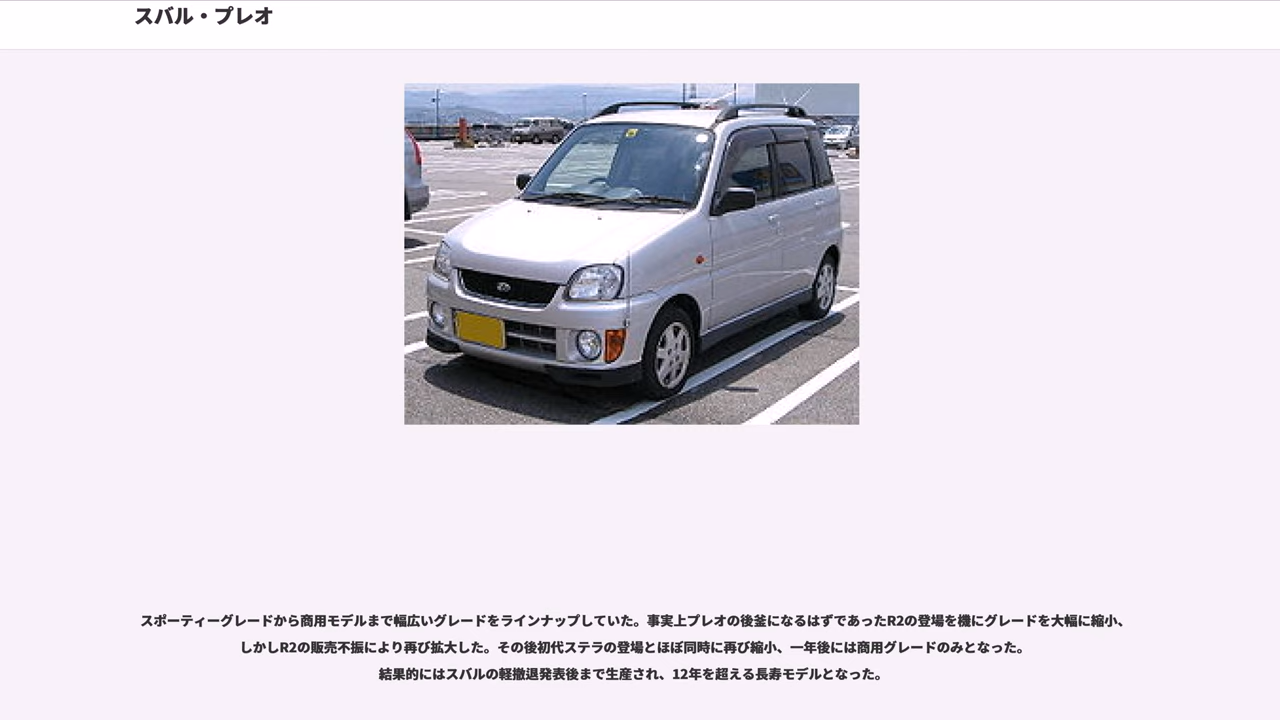 スバル・プレオ
スポーティーグレードから商用モデルまで幅広いグレードをラインナップしていた。事実上プレオの後釜になるはずであったR2の登場を機にグレードを大幅に縮小、
しかしR2の販売不振により再び拡大した。その後初代ステラの登場とほぼ同時に再び縮小、一年後には商用グレードのみとなった。
結果的にはスバルの軽撤退発表後まで生産され、12年を超える長寿モデルとなった。